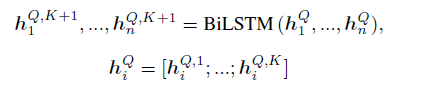 h_1^{Q,K+1}, ..., h_n^{Q,K+1} = BiLSTM (h_1^Q, ..., h_n^Q),
h_i^Q = [h_i^{Q,1}; ...; h_i^{Q,K}]